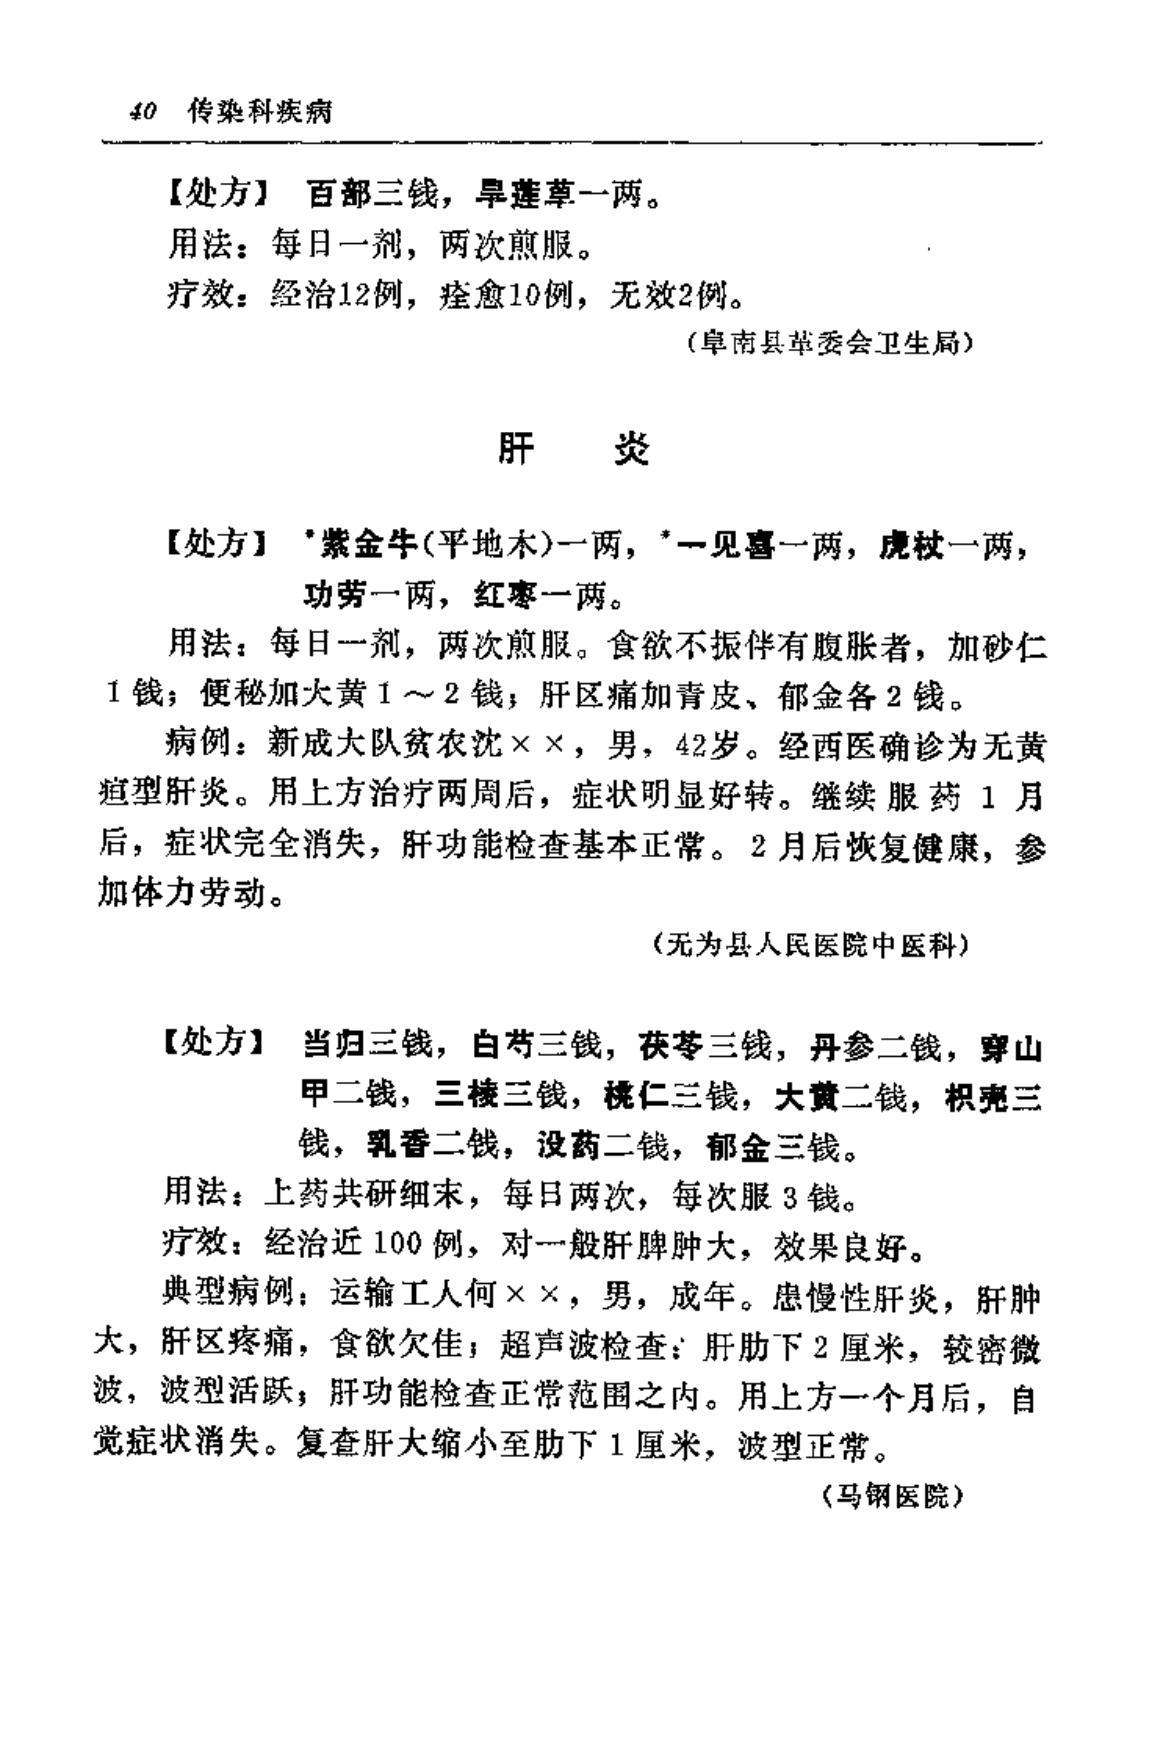 40 传染科疾病
【处方】 百部三钱，旱莲草一两。
用法：每日一剂，两次煎服。
疗效：经治12例，痊愈10例，无效2例。
（阜南县革委会卫生局）
肝 炎
【处方】 *紫金牛(平地木)一两，*一见喜一两，虎杖一两，
功劳一两，红枣一两。
用法：每日一剂，两次煎服。食欲不振伴有腹胀者，加砂仁
1钱；便秘加大黄1～2钱；肝区痛加青皮、郁金各2钱。
病例：新成大队贫农沈××，男，42岁。经西医确诊为无黄
疸型肝炎。用上方治疗两周后，症状明显好转。继续服药1月
后，症状完全消失，肝功能检查基本正常。2月后恢复健康，参
加体力劳动。
（无为县人民医院中医科）
【处方】 当归三钱，白芍三钱，茯苓三钱，丹参二钱，穿山
甲二钱，三棱三钱，桃仁三钱，大黄二钱，枳壳三
钱，乳香二钱，没药二钱，郁金三钱。
用法：上药共研细末，每日两次，每次服3钱。
疗效：经治近100例，对一般肝脾肿大，效果良好。
典型病例：运输工人何××，男，成年。患慢性肝炎，肝肿
大，肝区疼痛，食欲欠佳；超声波检查：肝肋下2厘米，较密微
波，波型活跃；肝功能检查正常范围之内。用上方一个月后，自
觉症状消失。复查肝大缩小至肋下1厘米，波型正常。
（马钢医院）